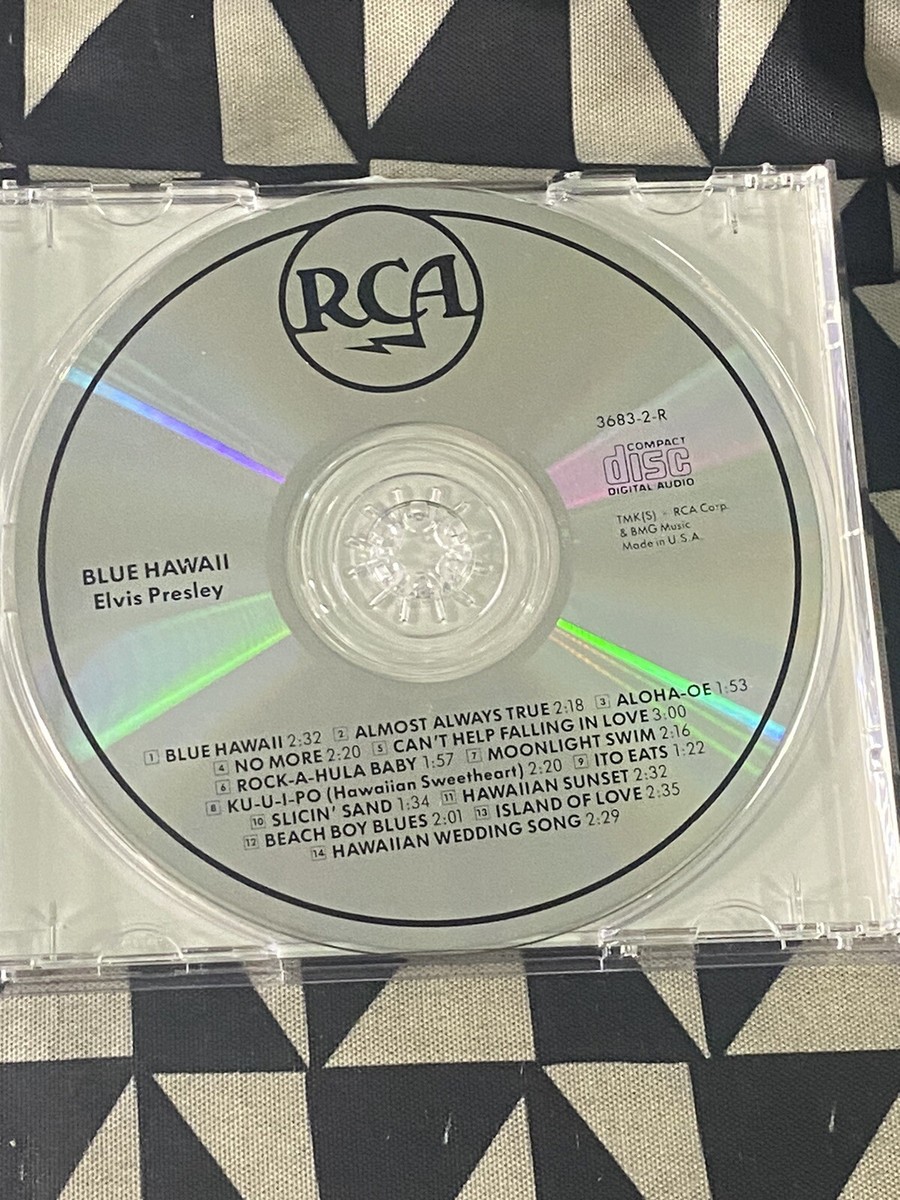 RCA
3683-2-R
COMPACT
disc
DIGITAL AUDIO
TMK(S) ® RCA Corp.
& BMG Music
Made in U.S.A.
BLUE HAWAII
Elvis Presley
1 BLUE HAWAII 2:32 2 ALMOST ALWAYS TRUE 2:18 3 ALOHA-OE 1:53
4 NO MORE 2:20 5 CAN'T HELP FALLING IN LOVE 3:00
6 ROCK-A-HULA BABY 1:57 7 MOONLIGHT SWIM 2:16
8 KU-U-I-PO (Hawaiian Sweetheart) 2:20 9 ITO EATS 1:22
10 SLICIN' SAND 1:34 11 HAWAIIAN SUNSET 2:32
12 BEACH BOY BLUES 2:01 13 ISLAND OF LOVE 2:35
14 HAWAIIAN WEDDING SONG 2:29